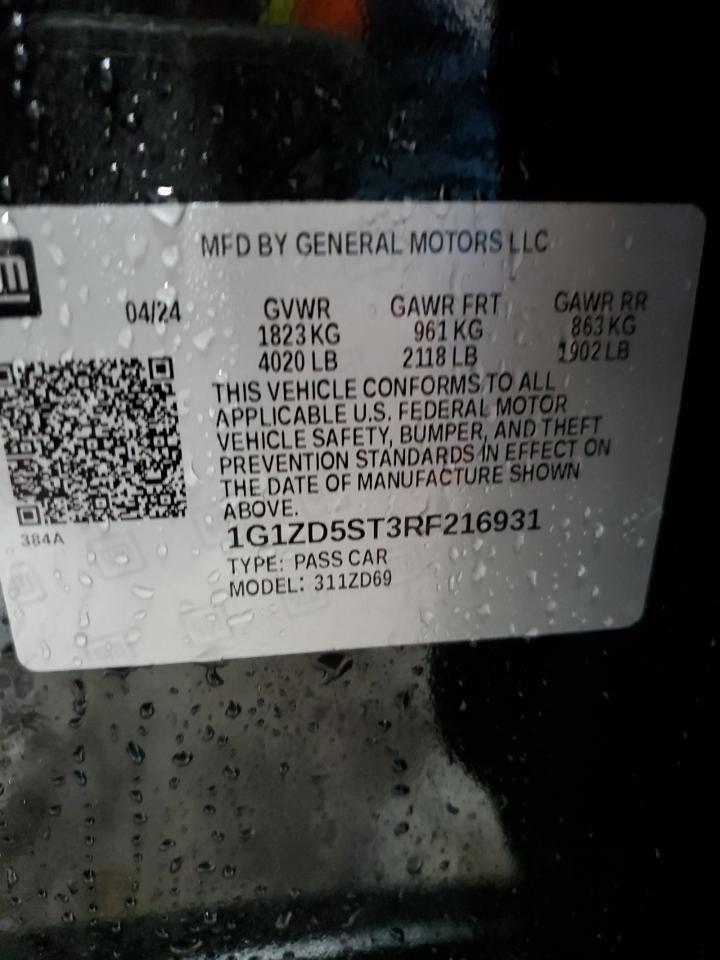 m
MFD BY GENERAL MOTORS LLC
04/24 GVWR GAWR FRT GAWR RR
1823 KG 961 KG 863 KG
4020 LB 2118 LB 1902 LB
THIS VEHICLE CONFORMS TO ALL
APPLICABLE U.S. FEDERAL MOTOR
VEHICLE SAFETY, BUMPER, AND THEFT
PREVENTION STANDARDS IN EFFECT ON
THE DATE OF MANUFACTURE SHOWN
ABOVE.
384A
1G1ZD5ST3RF216931
TYPE: PASS CAR
MODEL: 311ZD69